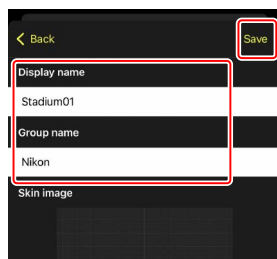 Back Save
Display name
Stadium01
Group name
Nikon
Skin image